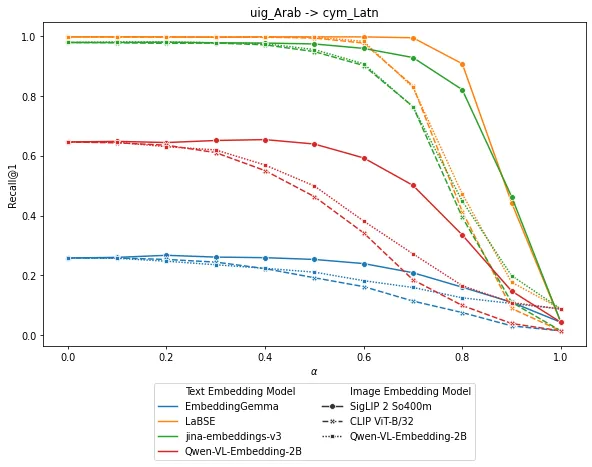 uig_Arab -> cym_Latn
Recall@1
1.0
0.8
0.6
0.4
0.2
0.0
0.0 0.2 0.4 0.6 0.8 1.0
α
Text Embedding Model Image Embedding Model
EmbeddingGemma SigLIP 2 So400m
LaBSE CLIP ViT-B/32
jina-embeddings-v3 Qwen-VL-Embedding-2B
Qwen-VL-Embedding-2B